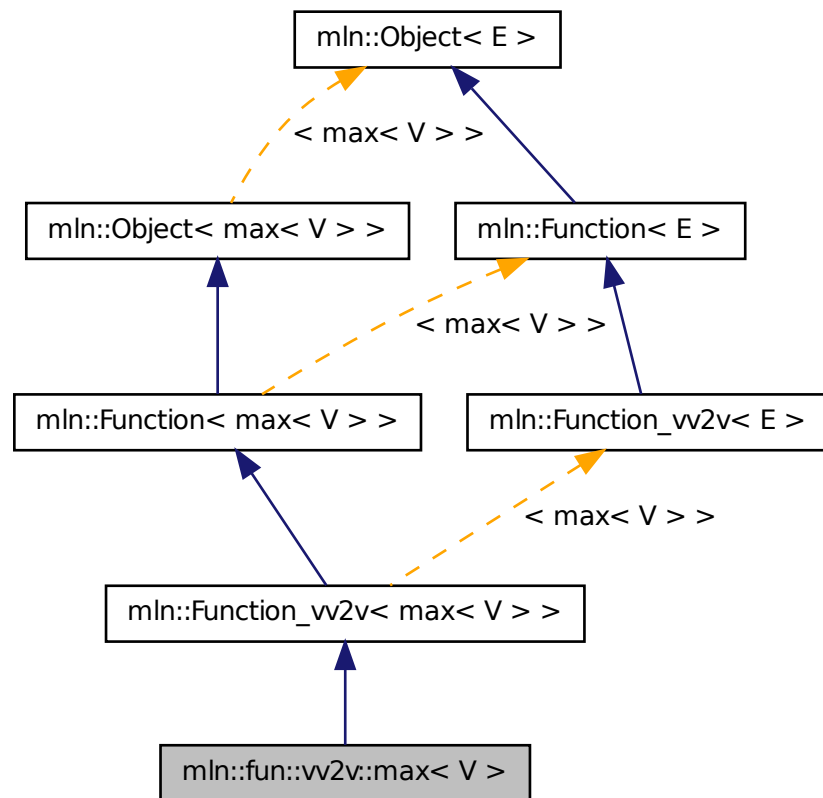 mln::Object< E >
< max< V > >
mln::Object< max< V > >
mln::Function< E >
< max< V > >
mln::Function< max< V > >
mln::Function_vv2v< E >
< max< V > >
mln::Function_vv2v< max< V > >
mln::fun::vv2v::max< V >